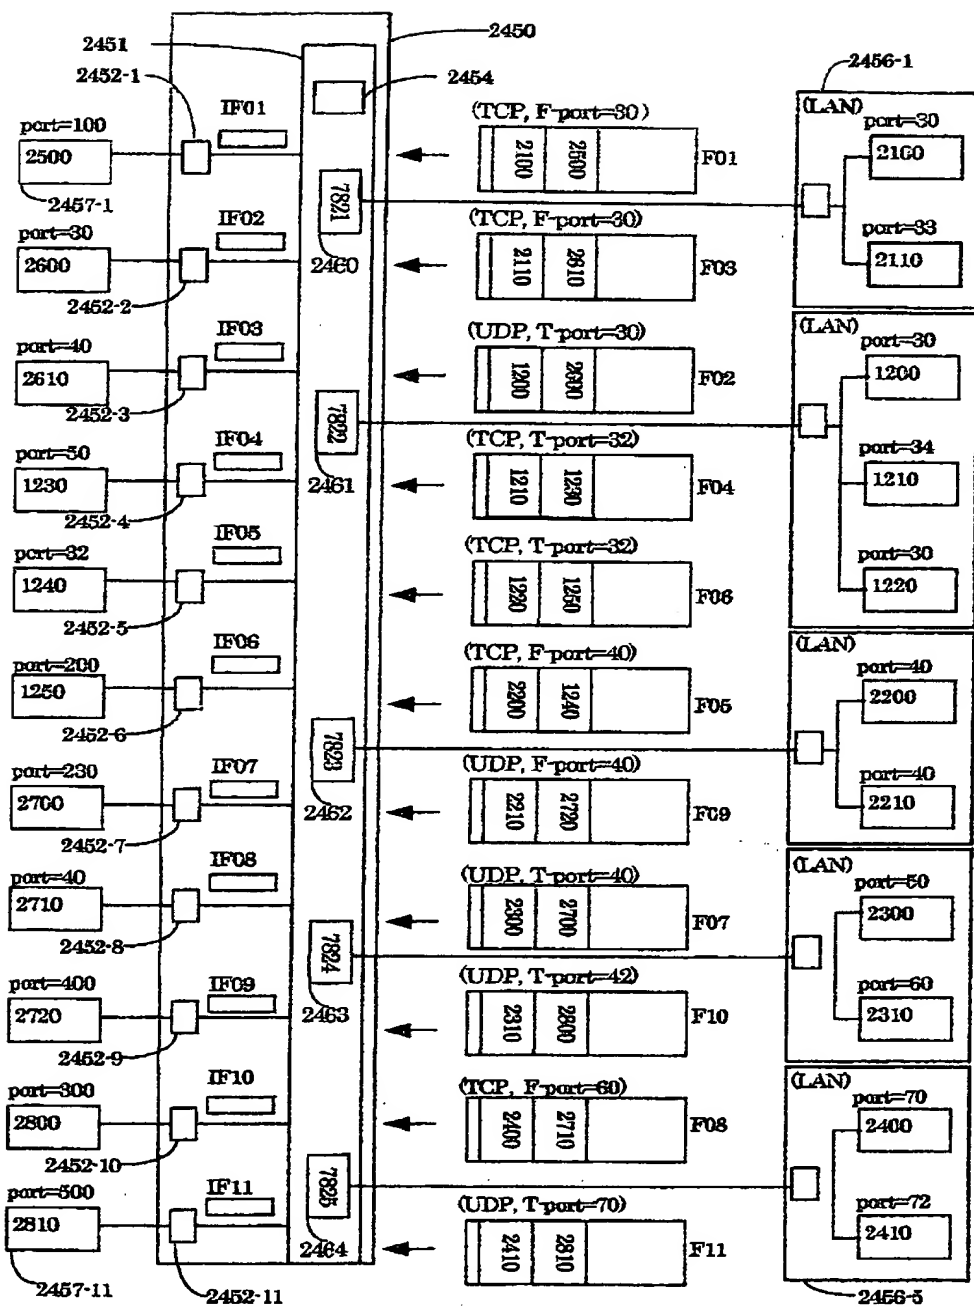 2450
2451
2452-1
2454
2456-1
IF01
(TCP, F-port=30)
(LAN)
port=100
2500
2100
2500
F01
port=30
2100
2457-1
7821
IF02
(TCP, F-port=30)
port=33
2110
port=30
2600
2460
2110
2610
F03
2452-2
IF03
(UDP, T-port=30)
(LAN)
port=30
1200
port=40
2610
1200
2600
F02
2452-3
7822
IF04
(TCP, T-port=32)
port=34
1210
port=50
1230
2461
1210
1230
F04
2452-4
IF05
(TCP, T-port=32)
port=30
1220
port=32
1240
1220
1250
F06
2452-5
IF06
(TCP, F-port=40)
(LAN)
port=40
2200
port=200
1250
2200
1240
F05
2452-6
7823
IF07
(UDP, F-port=40)
port=40
2210
port=230
2700
2462
2210
2720
F09
2452-7
IF08
(UDP, T-port=40)
(LAN)
port=50
2300
port=40
2710
2300
2700
F07
2452-8
7824
IF09
(UDP, T-port=42)
port=60
2310
port=400
2720
2463
2310
2800
F10
2452-9
IF10
(TCP, F-port=60)
(LAN)
port=70
2400
port=300
2800
2400
2710
F08
2452-10
7825
IF11
(UDP, T-port=70)
port=72
2410
port=500
2810
2464
2410
2810
F11
2457-11
2452-11
2456-5